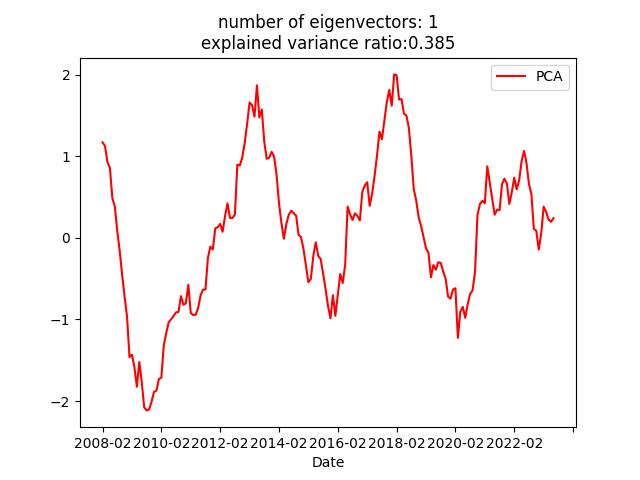 number of eigenvectors: 1
explained variance ratio:0.385
PCA
2
1
0
−1
−2
2008-02 2010-02 2012-02 2014-02 2016-02 2018-02 2020-02 2022-02
Date